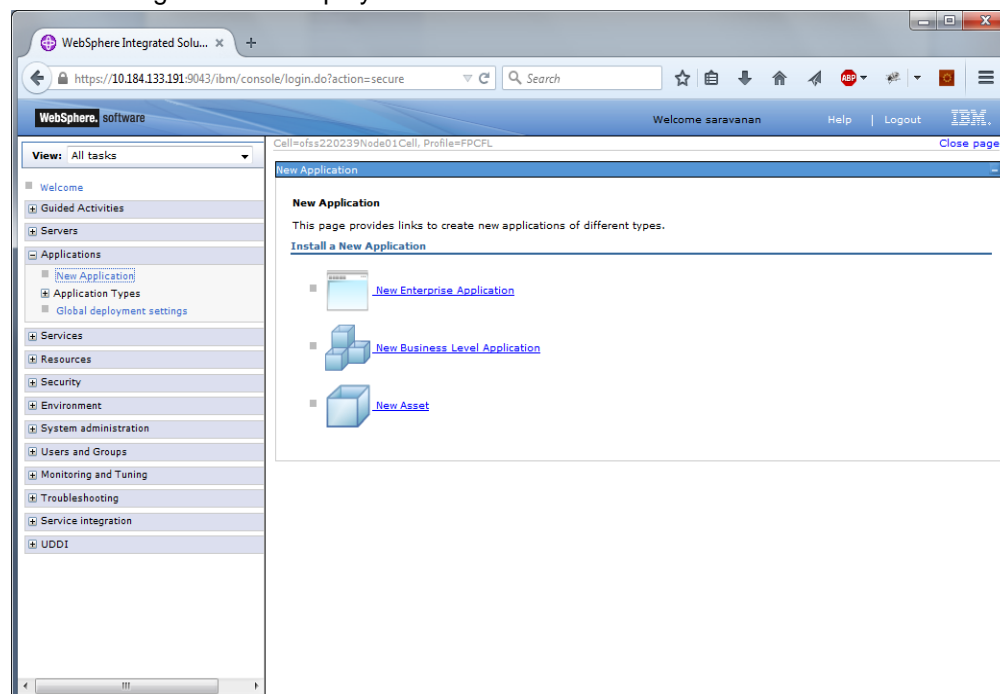 WebSphere Integrated Solu...
https://10.184.133.191:9043/ibm/console/login.do?action=secure
Search
ABP
WebSphere. software
Welcome saravanan
Help | Logout
IBM.
View: All tasks
Welcome
Guided Activities
Servers
Applications
New Application
Application Types
Global deployment settings
Services
Resources
Security
Environment
System administration
Users and Groups
Monitoring and Tuning
Troubleshooting
Service integration
UDDI
Cell=ofss220239Node01Cell, Profile=FPCFL
Close page
New Application
New Application
This page provides links to create new applications of different types.
Install a New Application
New Enterprise Application
New Business Level Application
New Asset